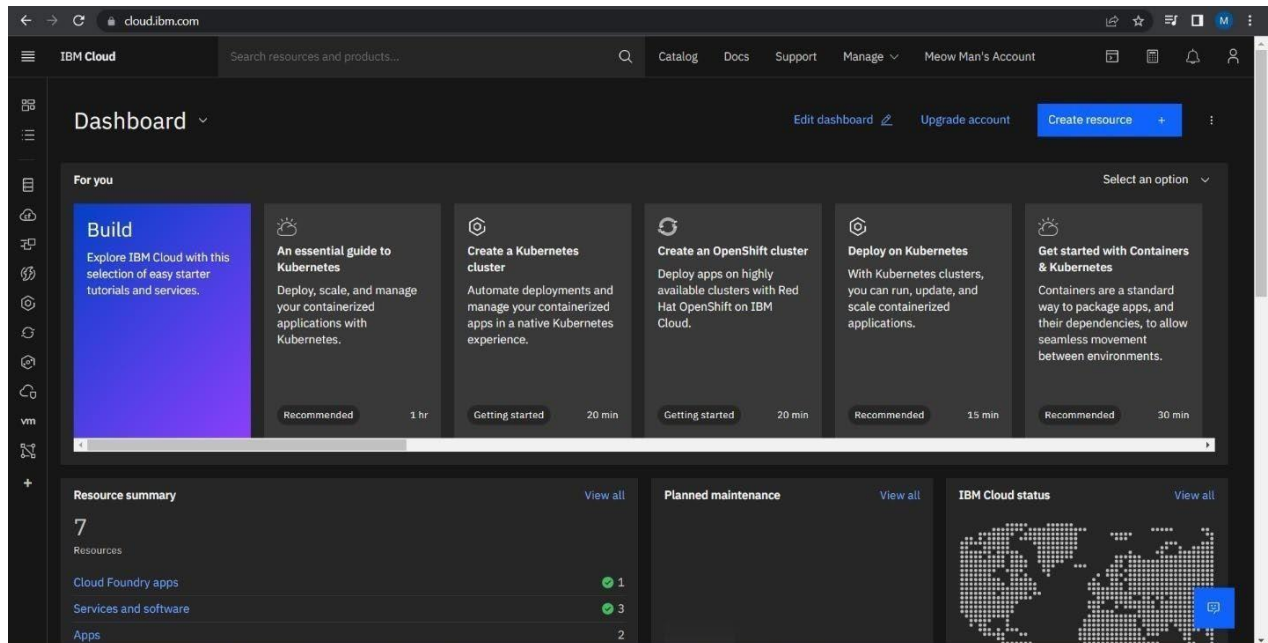 cloud.ibm.com
M
IBM Cloud
Search resources and products...
Catalog
Docs
Support
Manage
Meow Man's Account
Dashboard
Edit dashboard
Upgrade account
Create resource +
For you
Select an option
Build
Explore IBM Cloud with this
selection of easy starter
tutorials and services.
An essential guide to
Kubernetes
Deploy, scale, and manage
your containerized
applications with
Kubernetes.
Recommended
1 hr
Create a Kubernetes
cluster
Automate deployments and
manage your containerized
apps in a native Kubernetes
experience.
Getting started
20 min
Create an OpenShift cluster
Deploy apps on highly
available clusters with Red
Hat OpenShift on IBM
Cloud.
Getting started
20 min
Deploy on Kubernetes
With Kubernetes clusters,
you can run, update, and
scale containerized
applications.
Recommended
15 min
Get started with Containers
& Kubernetes
Containers are a standard
way to package apps, and
their dependencies, to allow
seamless movement
between environments.
Recommended
30 min
vm
Resource summary
View all
7
Resources
Cloud Foundry apps
1
Services and software
3
Apps
2
Planned maintenance
View all
IBM Cloud status
View all